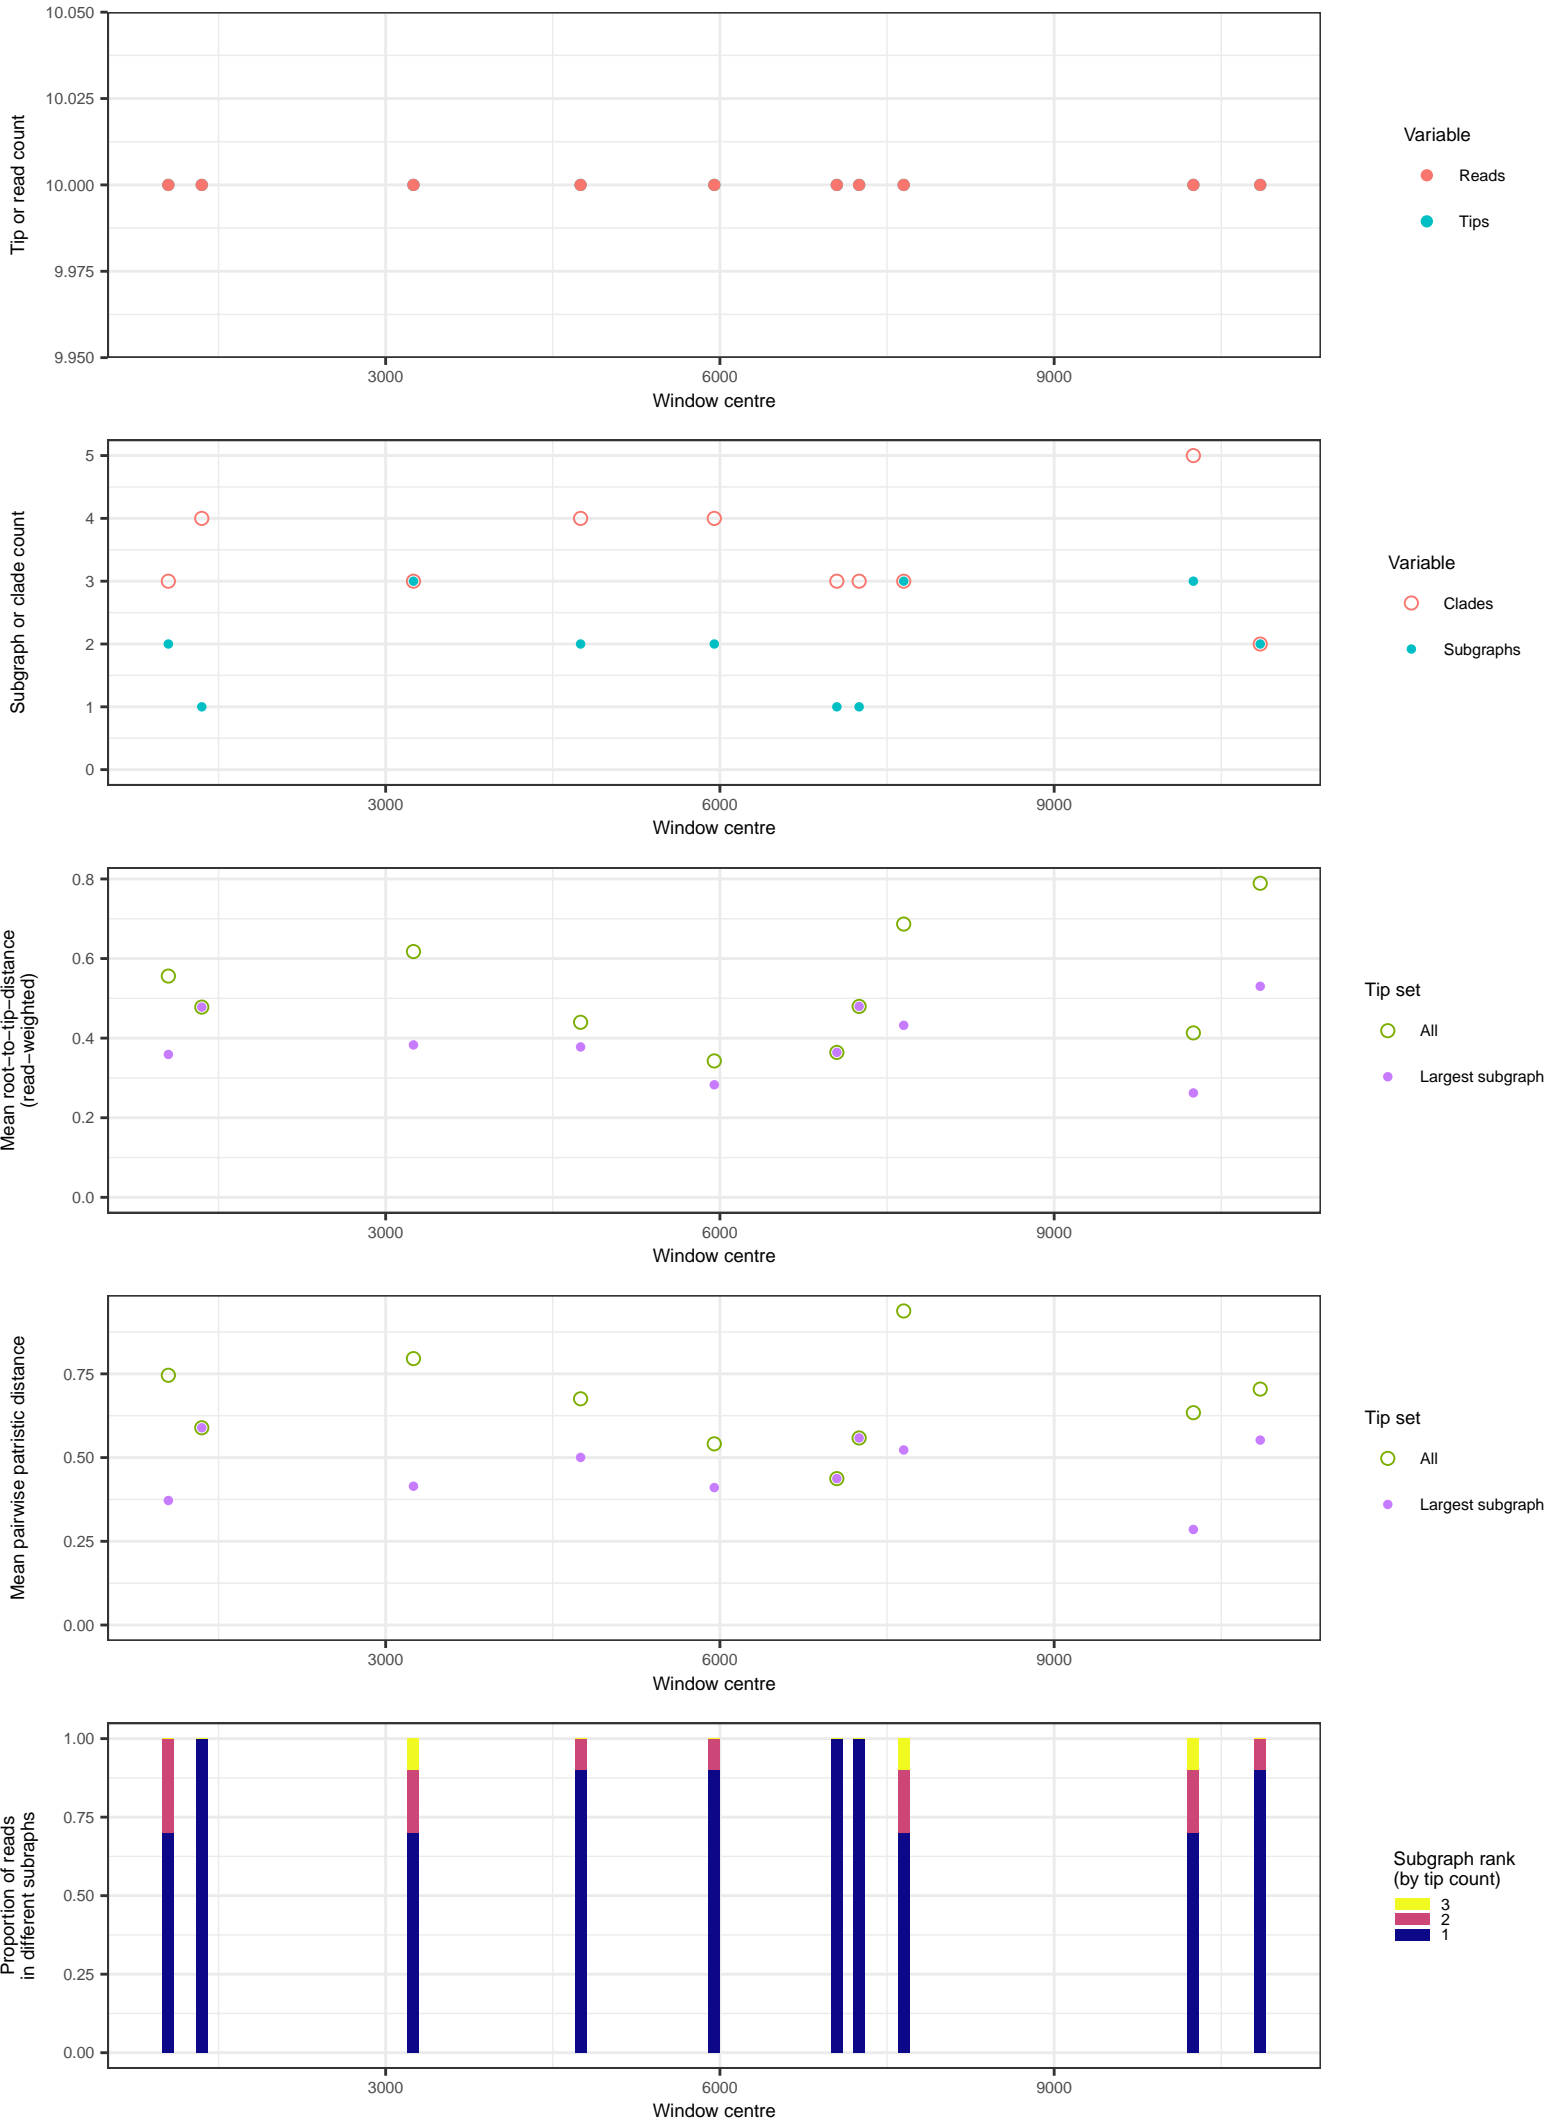 10.050
10.025
10.000
9.975
9.950
Tip or read count
3000 6000 9000
Window centre
Variable
Reads
Tips
5
4
3
2
1
0
Subgraph or clade count
3000 6000 9000
Window centre
Variable
Clades
Subgraphs
0.8
0.6
0.4
0.2
0.0
Mean root−to−tip−distance
(read−weighted)
3000 6000 9000
Window centre
Tip set
All
Largest subgraph
0.75
0.50
0.25
0.00
Mean pairwise patristic distance
3000 6000 9000
Window centre
Tip set
All
Largest subgraph
1.00
0.75
0.50
0.25
0.00
Proportion of reads
in different subraphs
3000 6000 9000
Window centre
Subgraph rank
(by tip count)
3
2
1